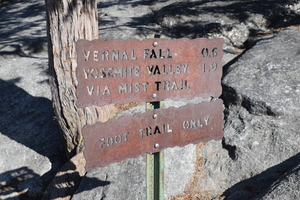 VERNAL FALL 0.6
YOSEMITE VALLEY 1.9
VIA MIST TRAIL
FOOT TRAIL ONLY